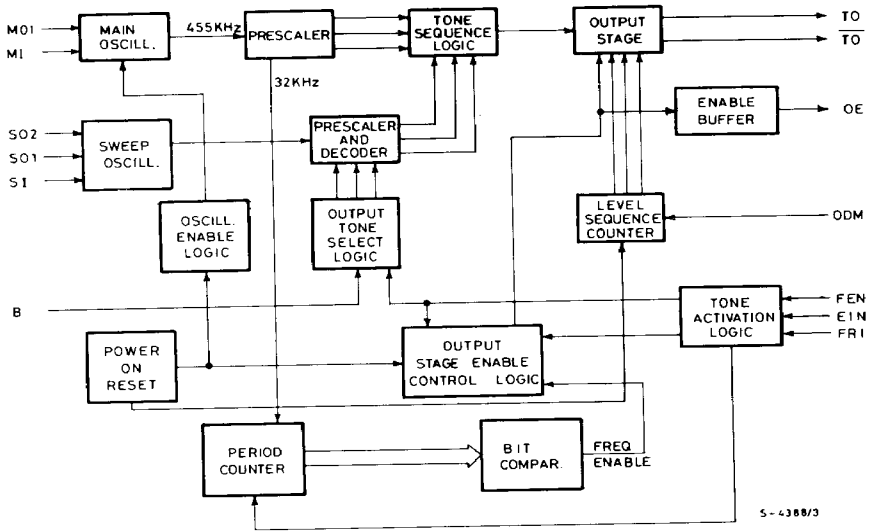 MO1
MI
MAIN
OSCILL.
455KHz
PRESCALER
TONE
SEQUENCE
LOGIC
OUTPUT
STAGE
TO
TO
32KHz
ENABLE
BUFFER
OE
SO2
SO1
SI
SWEEP
OSCILL.
PRESCALER
AND
DECODER
OSCILL.
ENABLE
LOGIC
OUTPUT
TONE
SELECT
LOGIC
LEVEL
SEQUENCE
COUNTER
ODM
B
TONE
ACTIVATION
LOGIC
FEN
EIN
FRI
POWER
ON
RESET
OUTPUT
STAGE ENABLE
CONTROL LOGIC
PERIOD
COUNTER
BIT
COMPAR.
FREQ
ENABLE
S-4388/3